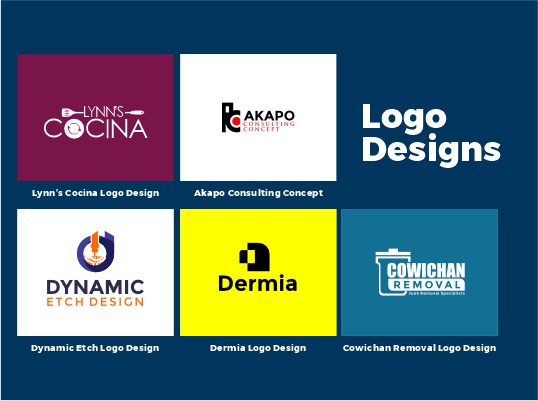 LYNN'S
COCINA
Lynn's Cocina Logo Design
AKAPO
CONSULTING
CONCEPT
Akapo Consulting Concept
Logo
Designs
DYNAMIC
ETCH DESIGN
Dynamic Etch Logo Design
Dermia
Dermia Logo Design
COWICHAN
REMOVAL
Junk Removal Specialists
Cowichan Removal Logo Design